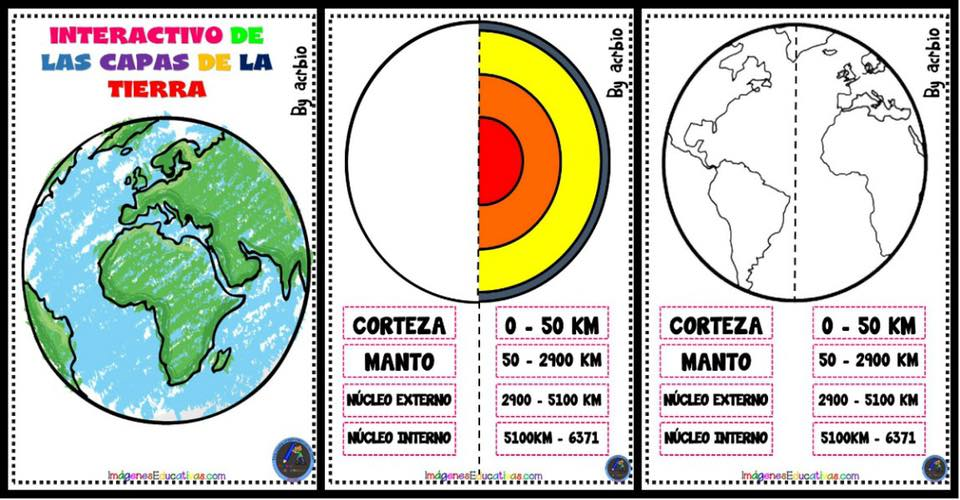 INTERACTIVO DE
LAS CAPAS DE LA
TIERRA
By acrbio
ImágenesEducativas.com
By acrbio
CORTEZA
0 - 50 KM
MANTO
50 - 2900 KM
NÚCLEO EXTERNO
2900 - 5100 KM
NÚCLEO INTERNO
5100KM - 6371
ImágenesEducativas.com
By acrbio
CORTEZA
0 - 50 KM
MANTO
50 - 2900 KM
NÚCLEO EXTERNO
2900 - 5100 KM
NÚCLEO INTERNO
5100KM - 6371
ImágenesEducativas.com